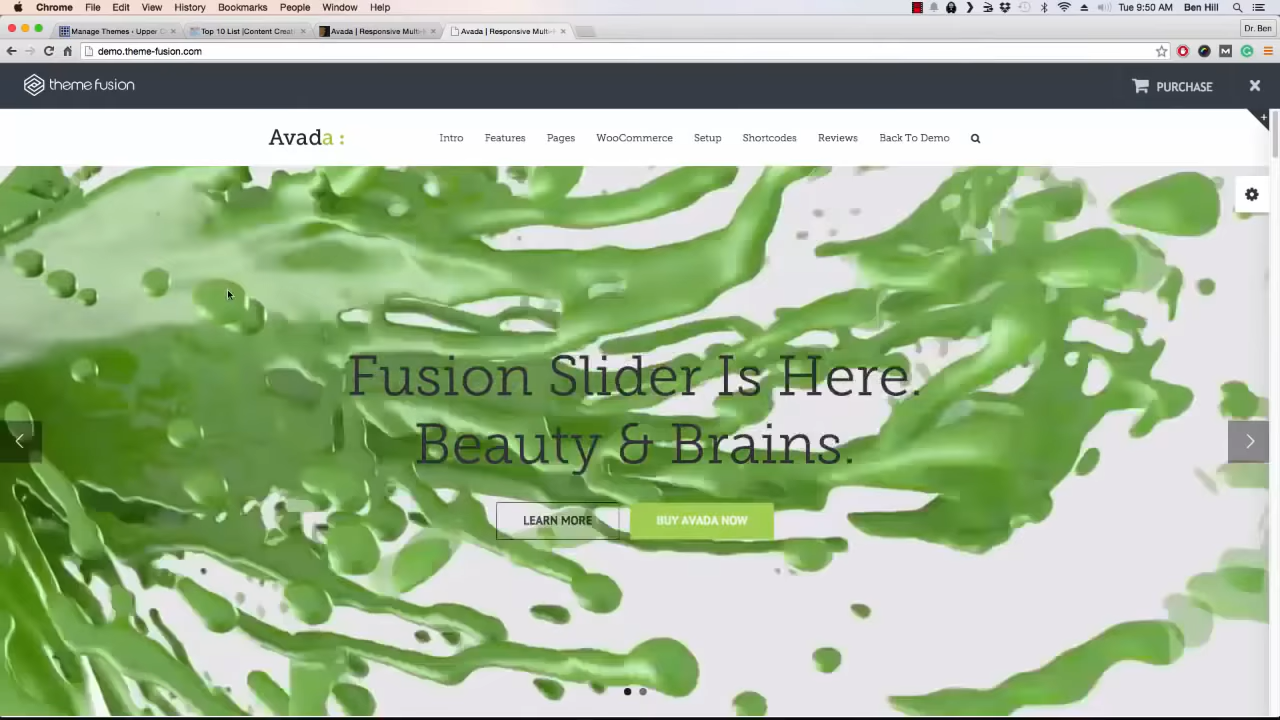 Chrome File Edit View History Bookmarks People Window Help Tue 9:50 AM Ben Hill
Manage Themes ‹ Upper Top 10 List |Content Creat Avada | Responsive Multi- Avada | Responsive Multi- Dr. Ben
demo.theme-fusion.com
theme fusion PURCHASE
Avada : Intro Features Pages WooCommerce Setup Shortcodes Reviews Back To Demo
Fusion Slider Is Here.
Beauty & Brains.
LEARN MORE BUY AVADA NOW